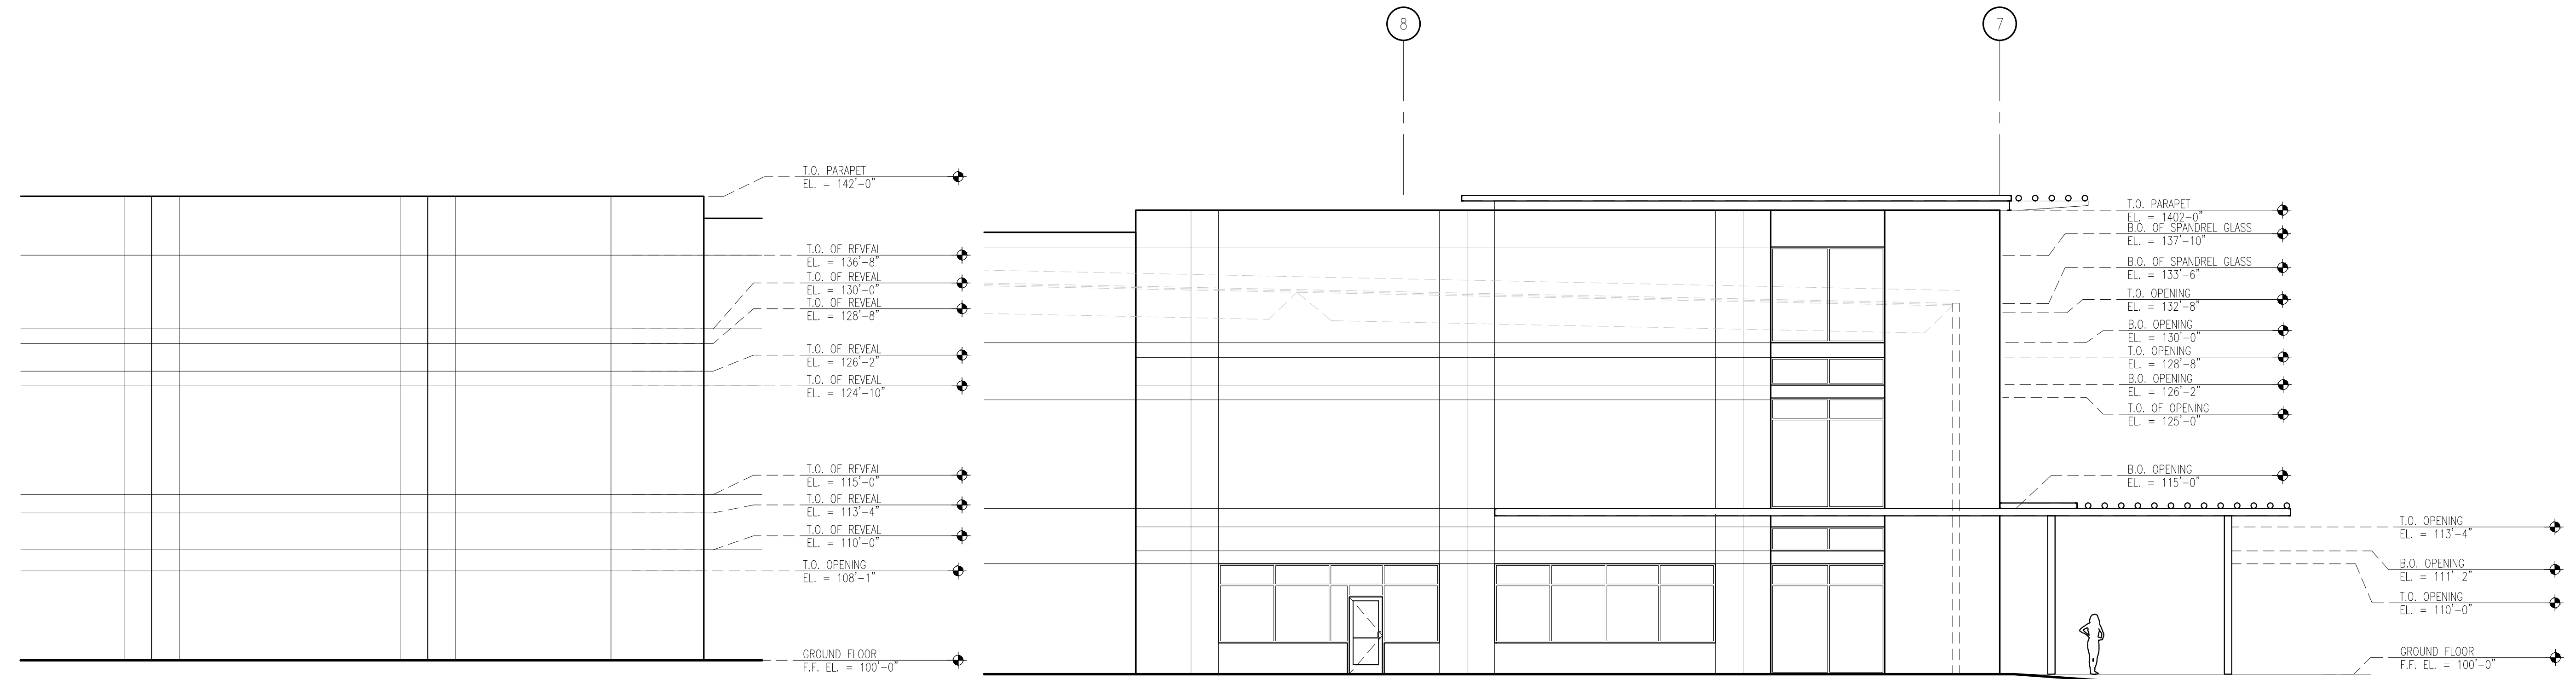 8
7
T.O. PARAPET
EL. = 142'-0"
T.O. OF REVEAL
EL. = 136'-8"
T.O. OF REVEAL
EL. = 130'-0"
T.O. OF REVEAL
EL. = 128'-8"
T.O. OF REVEAL
EL. = 126'-2"
T.O. OF REVEAL
EL. = 124'-10"
T.O. OF REVEAL
EL. = 115'-0"
T.O. OF REVEAL
EL. = 113'-4"
T.O. OF REVEAL
EL. = 110'-0"
T.O. OPENING
EL. = 108'-1"
GROUND FLOOR
F.F. EL. = 100'-0"
T.O. PARAPET
EL. = 1402-0"
B.O. OF SPANDREL GLASS
EL. = 137'-10"
B.O. OF SPANDREL GLASS
EL. = 133'-6"
T.O. OPENING
EL. = 132'-8"
B.O. OPENING
EL. = 130'-0"
T.O. OPENING
EL. = 128'-8"
B.O. OPENING
EL. = 126'-2"
T.O. OF OPENING
EL. = 125'-0"
B.O. OPENING
EL. = 115'-0"
T.O. OPENING
EL. = 113'-4"
B.O. OPENING
EL. = 111'-2"
T.O. OPENING
EL. = 110'-0"
GROUND FLOOR
F.F. EL. = 100'-0"